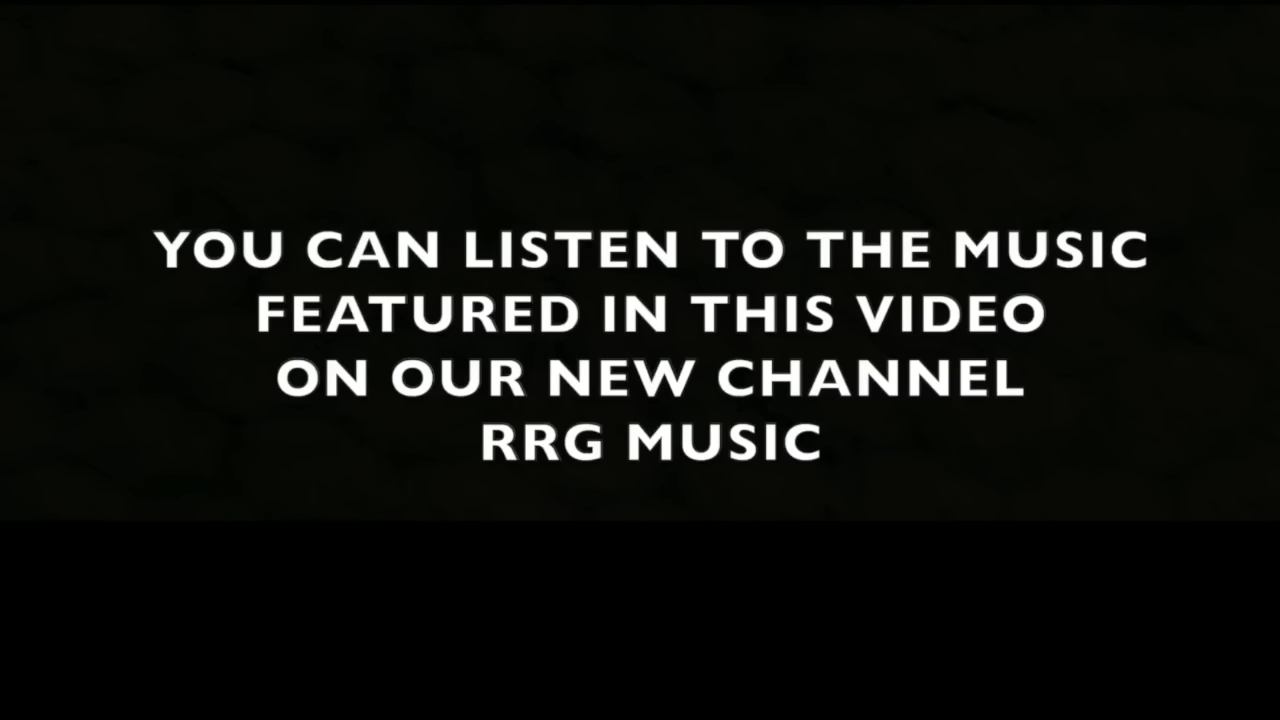 YOU CAN LISTEN TO THE MUSIC
FEATURED IN THIS VIDEO
ON OUR NEW CHANNEL
RRG MUSIC